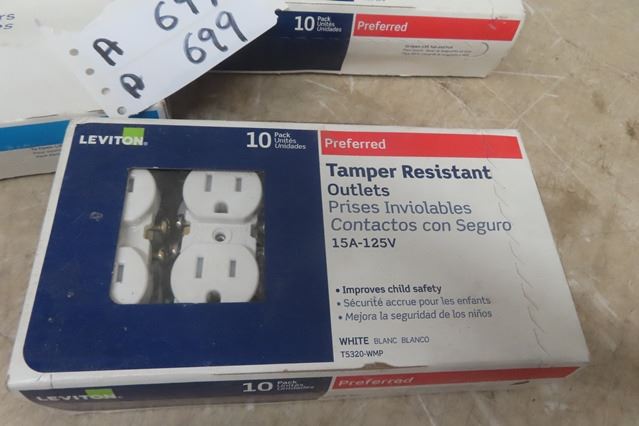 A 697
A 699
10 Pack Unités Unidades
Preferred
LEVITON
10 Pack Unités Unidades
Preferred
Tamper Resistant
Outlets
Prises Inviolables
Contactos con Seguro
15A-125V
• Improves child safety
• Sécurité accrue pour les enfants
• Mejora la seguridad de los niños
WHITE BLANC BLANCO
T5320-WMP
LEVITON
10 Pack Unités Unidades
Preferred